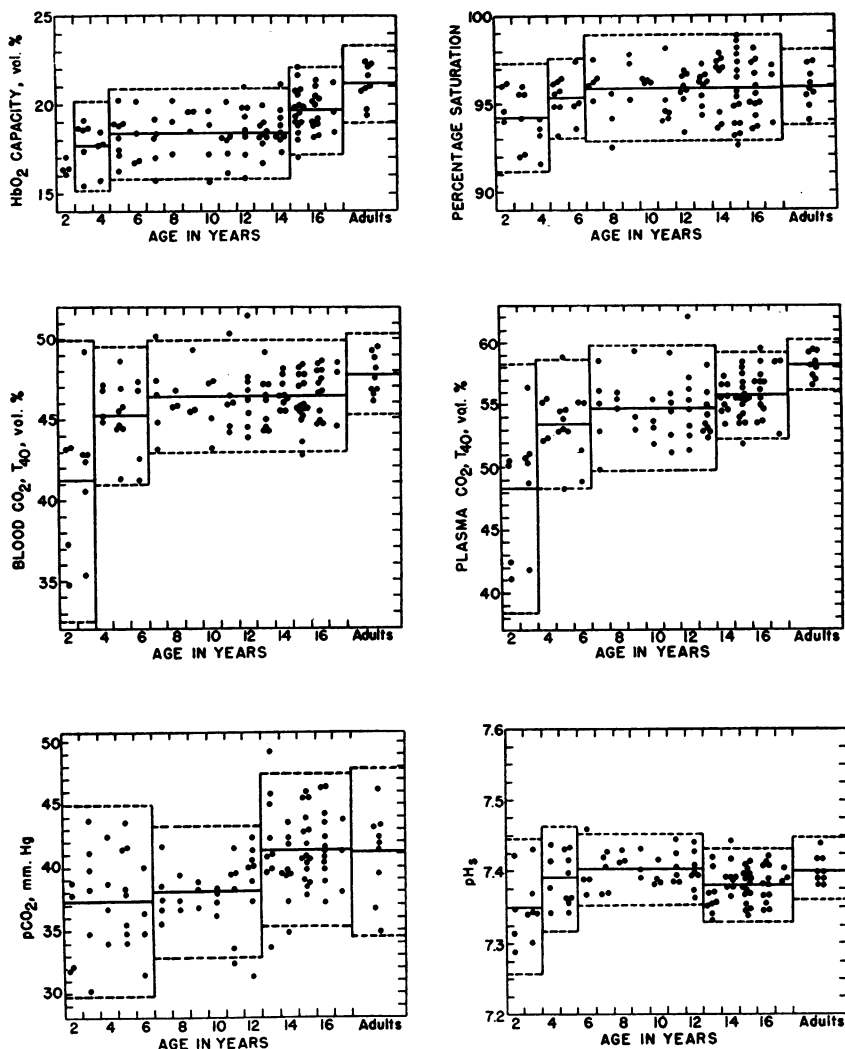 HbO2 CAPACITY, vol. %
25
20
15
2 4 6 8 10 12 14 16 Adults
AGE IN YEARS
PERCENTAGE SATURATION
100
95
90
2 4 6 8 10 12 14 16 Adults
AGE IN YEARS
BLOOD CO2, T40, vol. %
50
45
41
35
2 4 6 8 10 12 14 16 Adults
AGE IN YEARS
PLASMA CO2, T40, vol. %
60
55
50
48
40
2 4 6 8 10 12 14 16 Adults
AGE IN YEARS
pCO2, mm. Hg
50
45
40
35
30
2 4 6 8 10 12 14 16 Adults
AGE IN YEARS
pHs
7.6
7.5
7.4
7.3
7.2
2 4 6 8 10 12 14 16 Adults
AGE IN YEARS